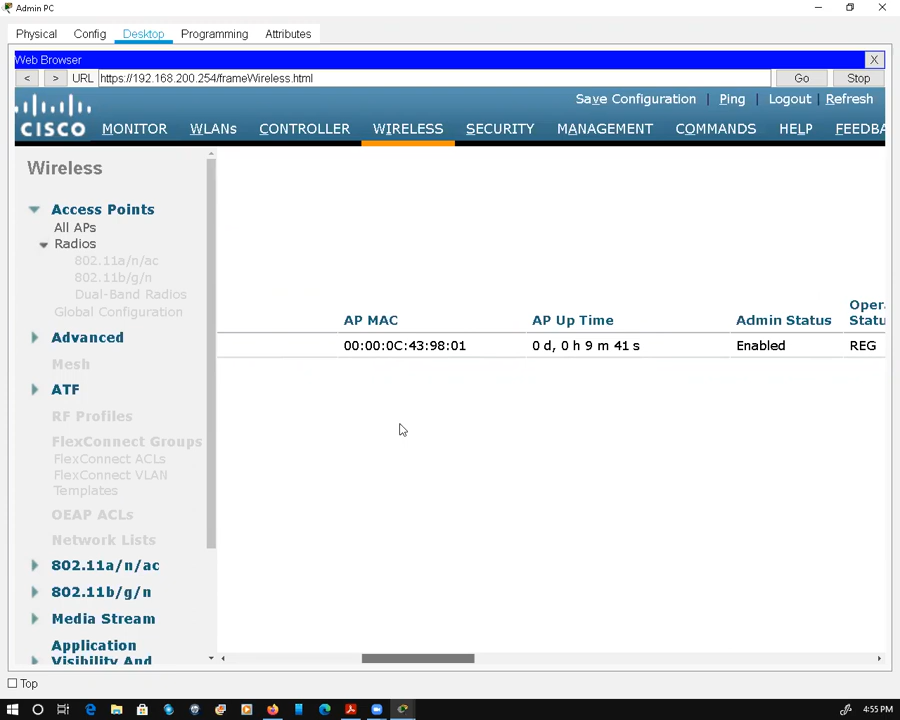 Admin PC
Physical Config Desktop Programming Attributes
Web Browser X
< > URL https://192.168.200.254/frameWireless.html Go Stop
Save Configuration | Ping | Logout | Refresh
CISCO MONITOR WLANs CONTROLLER WIRELESS SECURITY MANAGEMENT COMMANDS HELP FEEDBA
Wireless
Access Points
All APs
Radios
802.11a/n/ac
802.11b/g/n
Dual-Band Radios
Global Configuration
Advanced
Mesh
ATF
RF Profiles
FlexConnect Groups
FlexConnect ACLs
FlexConnect VLAN
Templates
OEAP ACLs
Network Lists
802.11a/n/ac
802.11b/g/n
Media Stream
Application
Visibility And
Oper
AP MAC AP Up Time Admin Status Statu
00:00:0C:43:98:01 0 d, 0 h 9 m 41 s Enabled REG
Top
4:55 PM